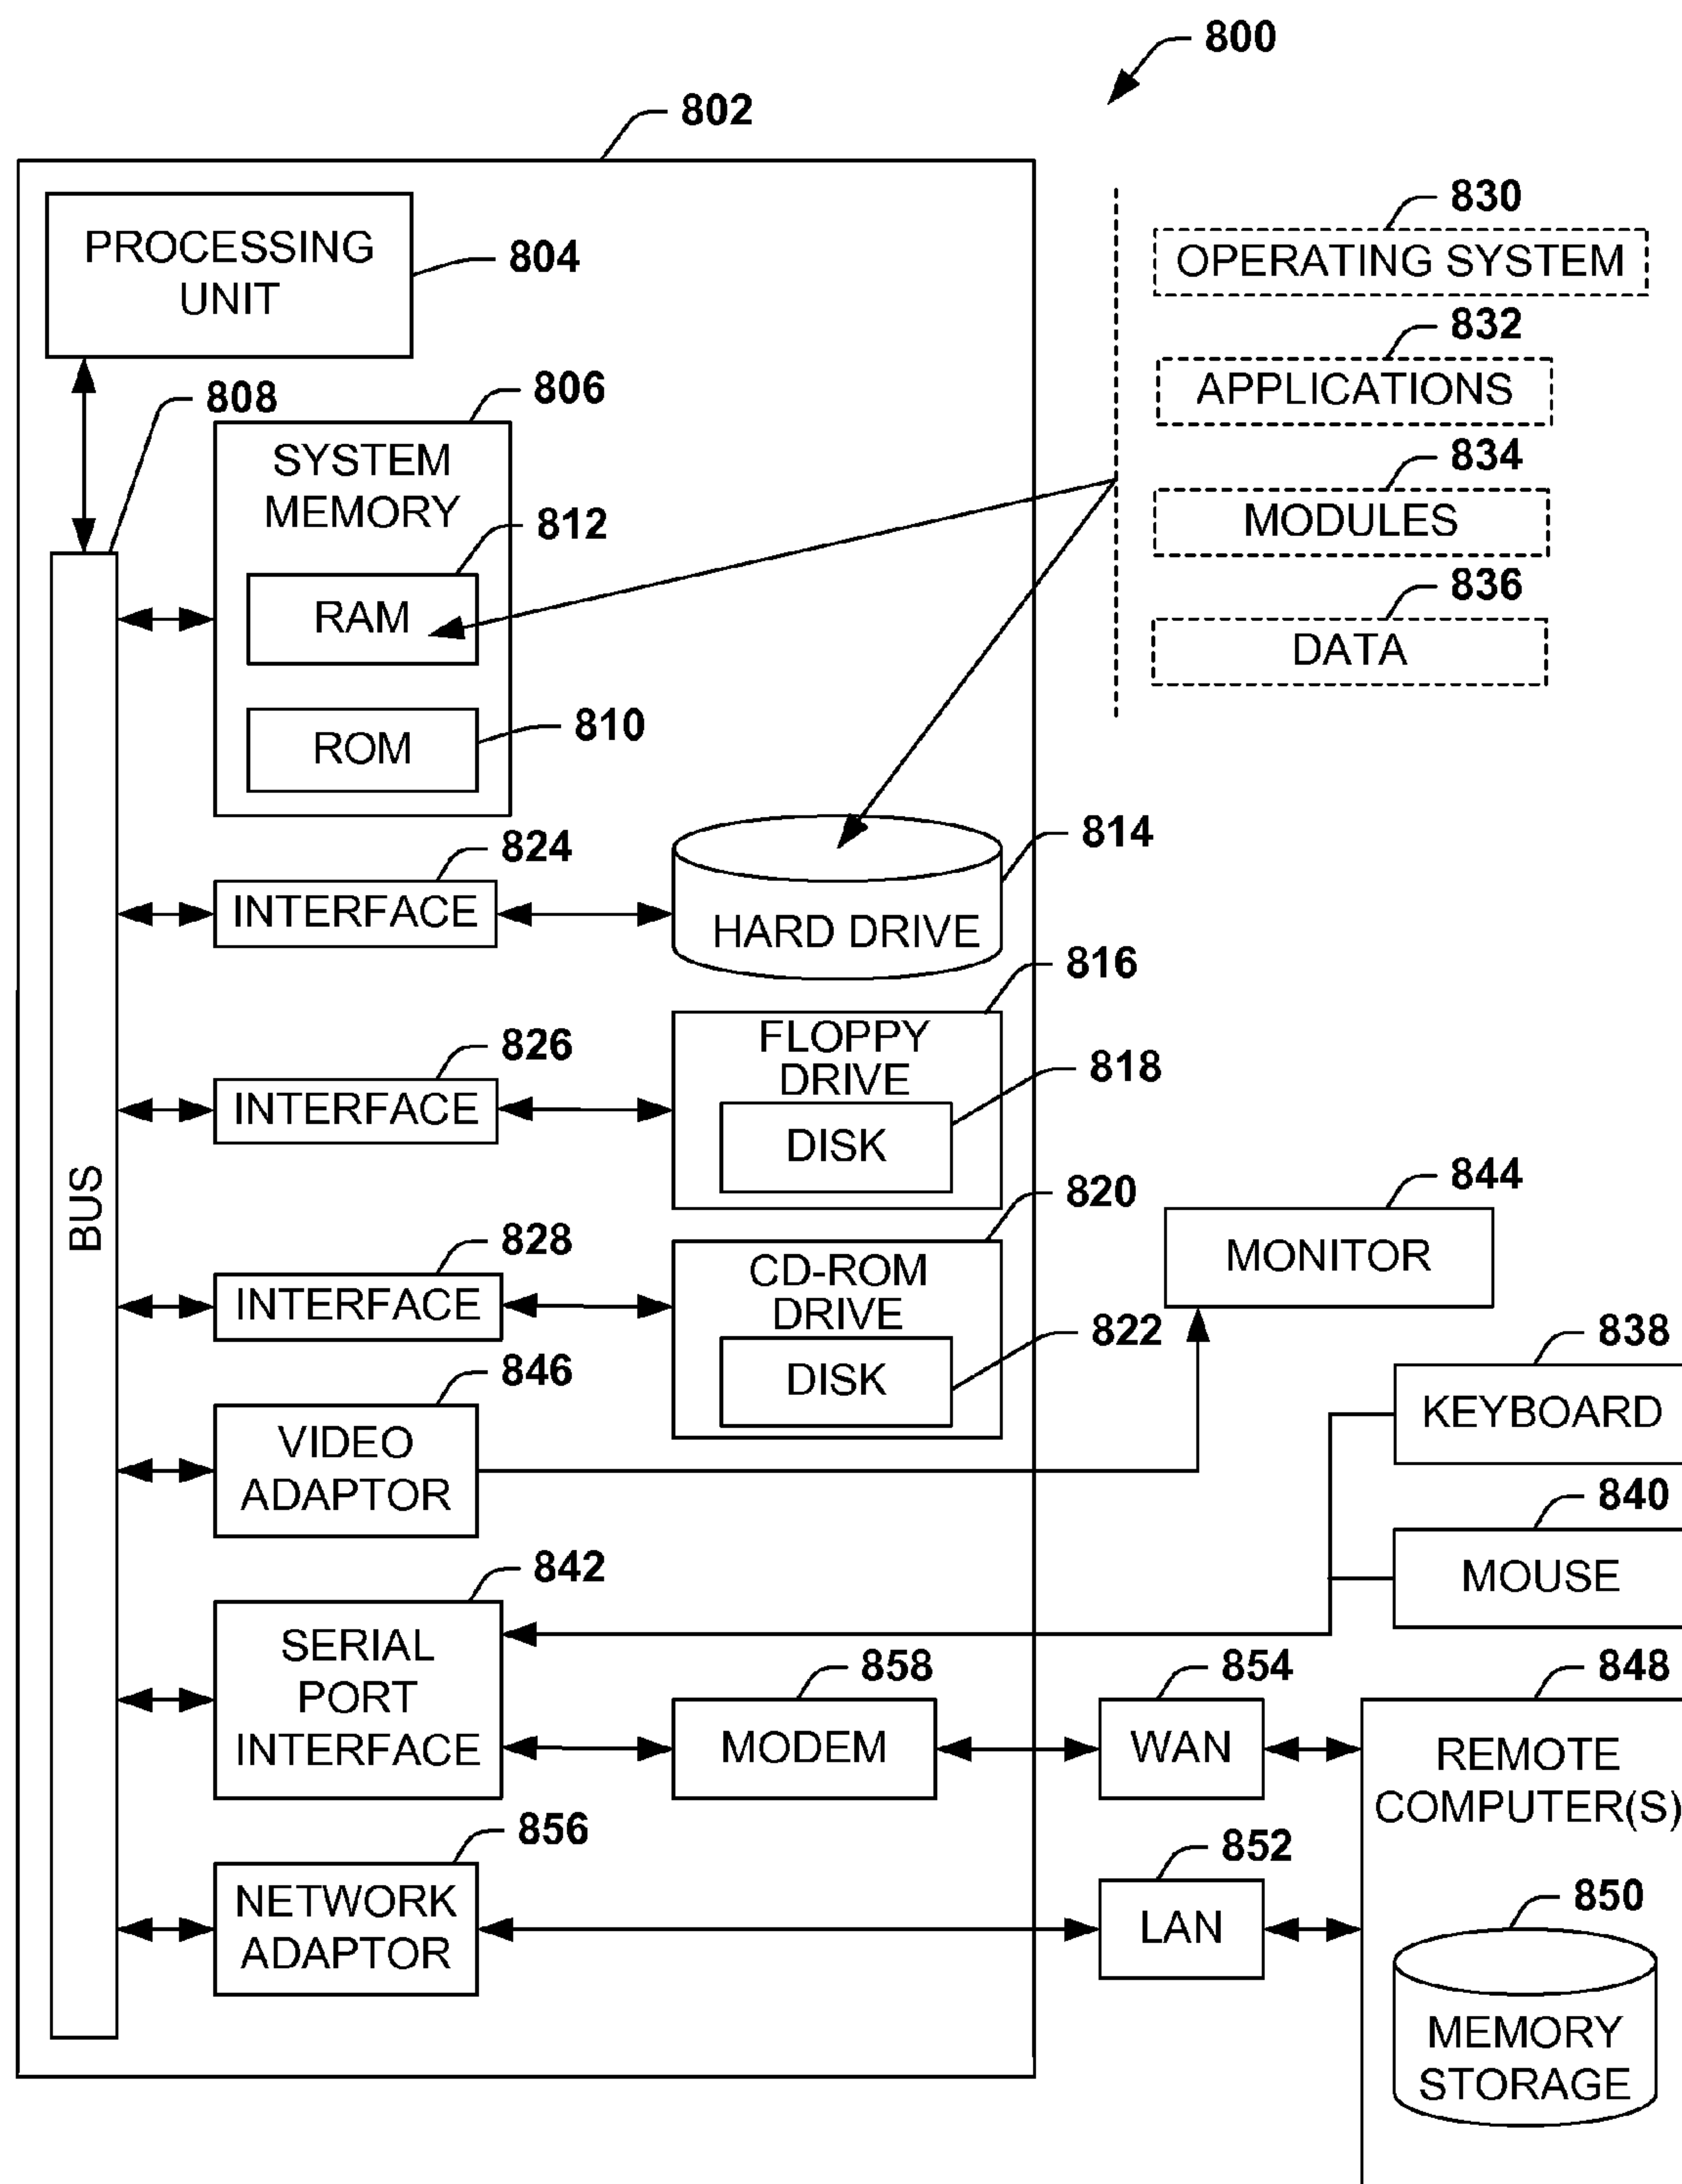 800
802
PROCESSING
UNIT
804
830
OPERATING SYSTEM
832
APPLICATIONS
834
MODULES
836
DATA
808
806
SYSTEM
MEMORY
812
RAM
810
ROM
824
INTERFACE
814
HARD DRIVE
816
FLOPPY
DRIVE
826
INTERFACE
818
DISK
BUS
820
828
INTERFACE
CD-ROM
DRIVE
822
DISK
844
MONITOR
838
KEYBOARD
846
VIDEO
ADAPTOR
840
MOUSE
842
SERIAL
PORT
INTERFACE
858
MODEM
854
WAN
848
REMOTE
COMPUTER(S)
856
NETWORK
ADAPTOR
852
LAN
850
MEMORY
STORAGE